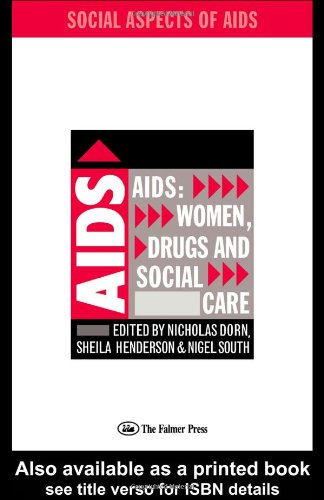 SOCIAL ASPECTS OF AIDS
AIDS
AIDS:
WOMEN,
DRUGS AND
SOCIAL
CARE
EDITED BY NICHOLAS DORN,
SHEILA HENDERSON & NIGEL SOUTH
The Falmer Press
Also available as a printed book
see title verso for ISBN details